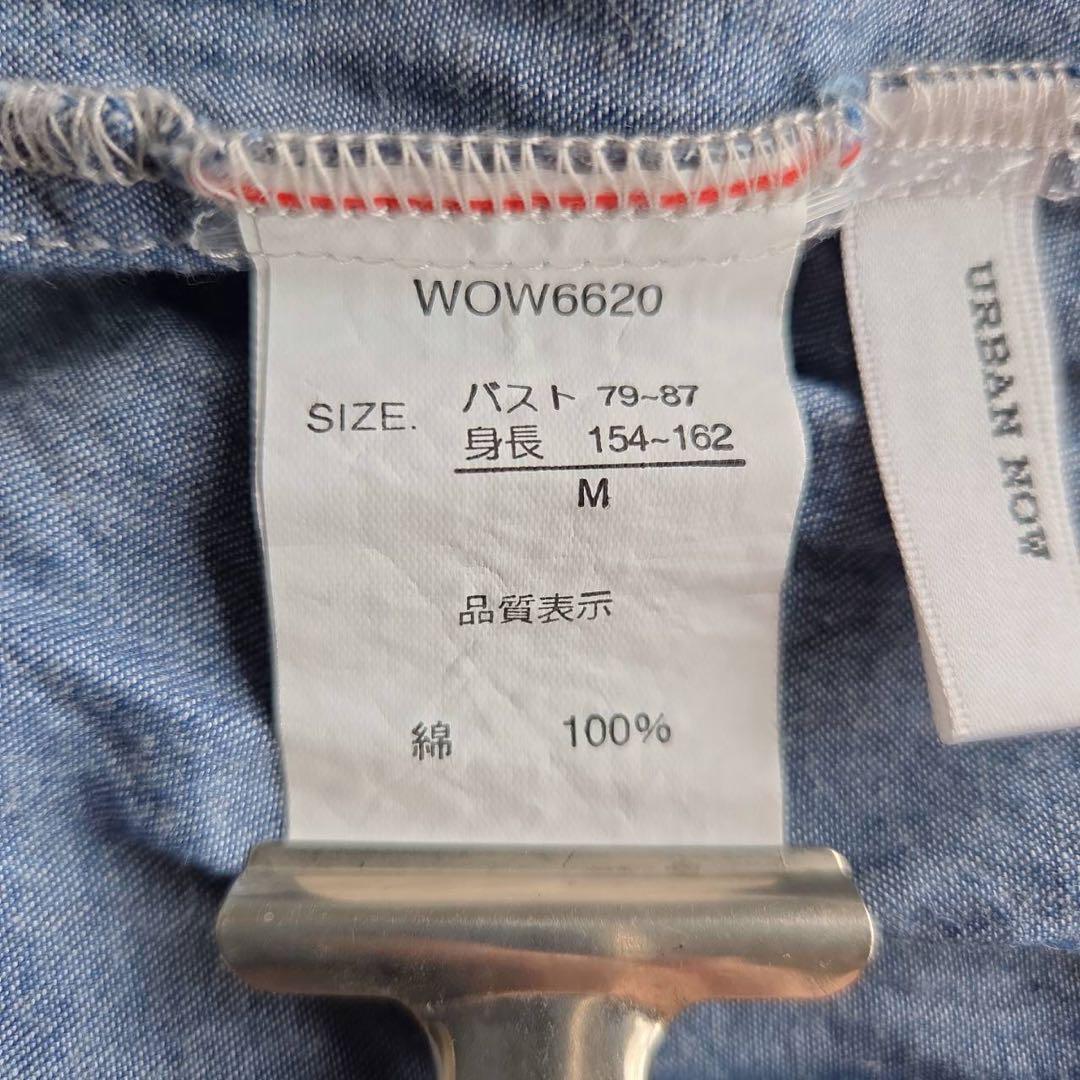 WOW6620
SIZE.
バスト 79~87
身長 154~162
M
品質表示
綿 100%
URBAN NOW